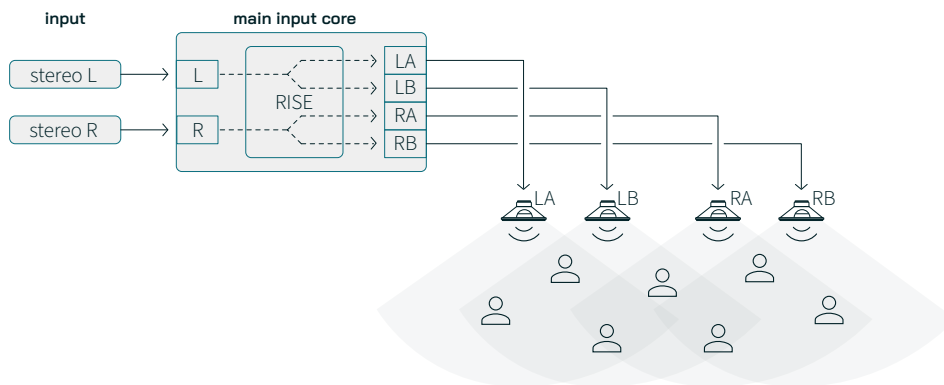 input
main input core
stereo L
stereo R
L
R
RISE
LA
LB
RA
RB
LA
LB
RA
RB